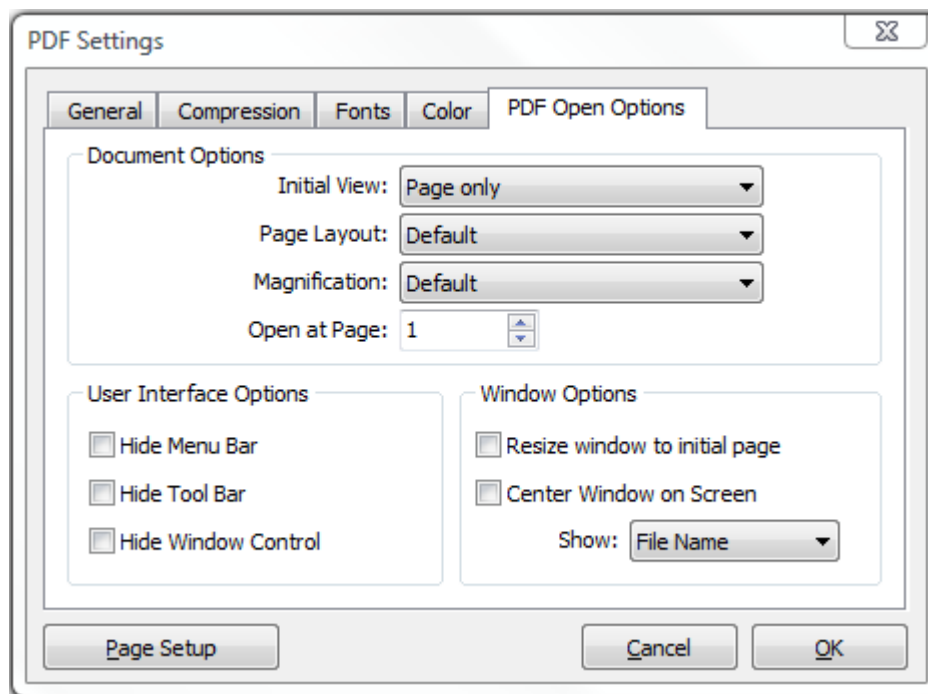 PDF Settings
General Compression Fonts Color PDF Open Options
Document Options
Initial View: Page only
Page Layout: Default
Magnification: Default
Open at Page: 1
User Interface Options
Hide Menu Bar
Hide Tool Bar
Hide Window Control
Window Options
Resize window to initial page
Center Window on Screen
Show: File Name
Page Setup Cancel OK